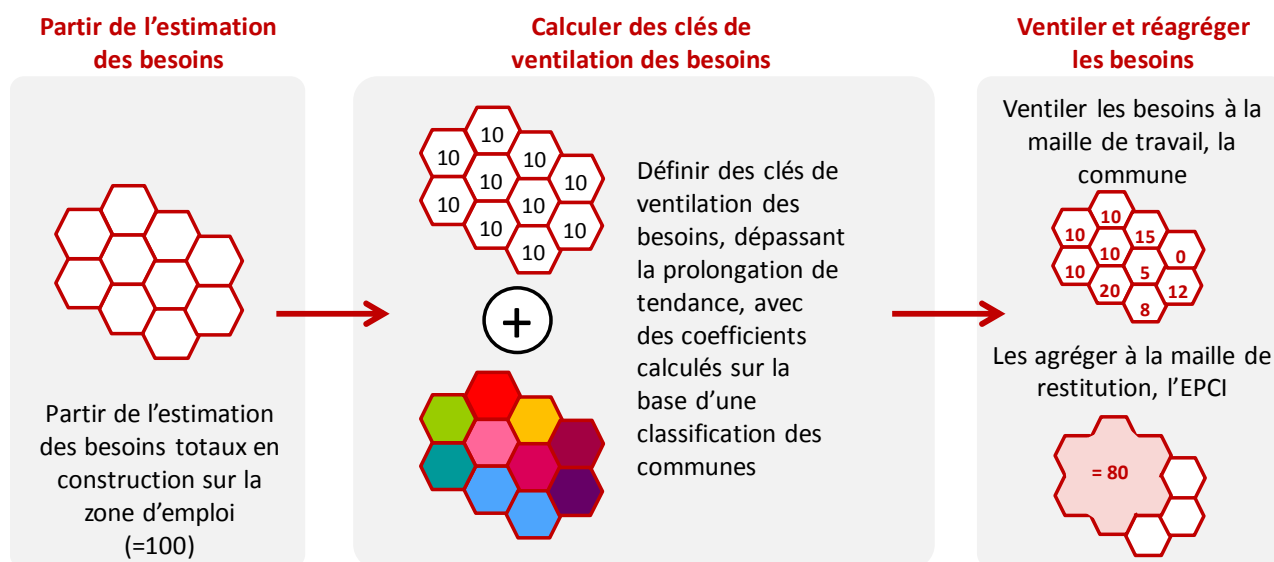 Partir de l'estimation
des besoins
Partir de l'estimation
des besoins totaux en
construction sur la
zone d'emploi
(=100)
Calculer des clés de
ventilation des besoins
10
10
10
10
10
10
10
10
10
10
+
Définir des clés de
ventilation des
besoins, dépassant
la prolongation de
tendance, avec
des coefficients
calculés sur la
base d'une
classification des
communes
Ventiler et réagréger
les besoins
Ventiler les besoins à la
maille de travail, la
commune
10
10
15
10
0
10
5
20
12
8
Les agréger à la maille de
restitution, l'EPCI
= 80